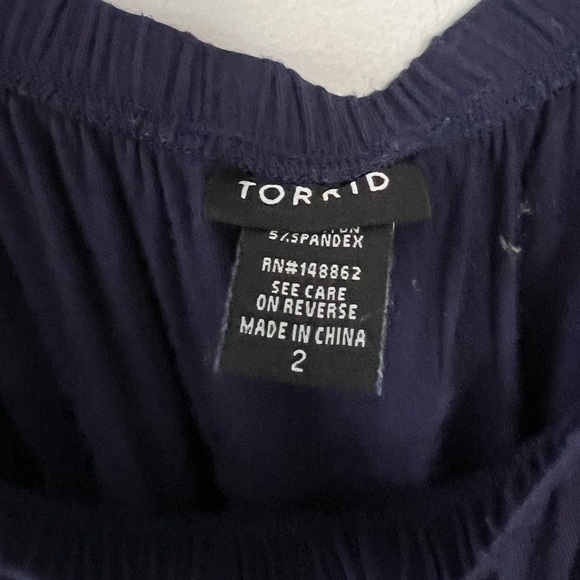 TORRID
5% SPANDEX
RN#148862
SEE CARE
ON REVERSE
MADE IN CHINA
2